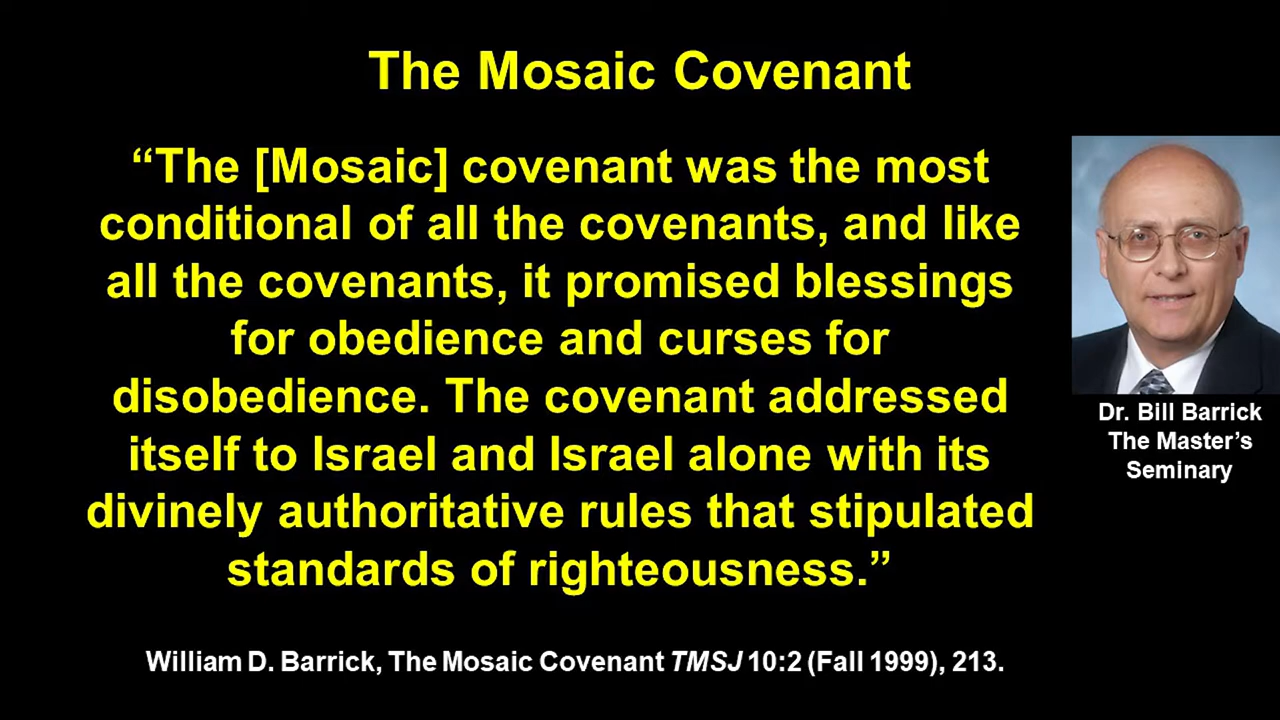 The Mosaic Covenant
“The [Mosaic] covenant was the most
conditional of all the covenants, and like
all the covenants, it promised blessings
for obedience and curses for
disobedience. The covenant addressed
itself to Israel and Israel alone with its
divinely authoritative rules that stipulated
standards of righteousness.”
Dr. Bill Barrick
The Master’s
Seminary
William D. Barrick, The Mosaic Covenant TMSJ 10:2 (Fall 1999), 213.